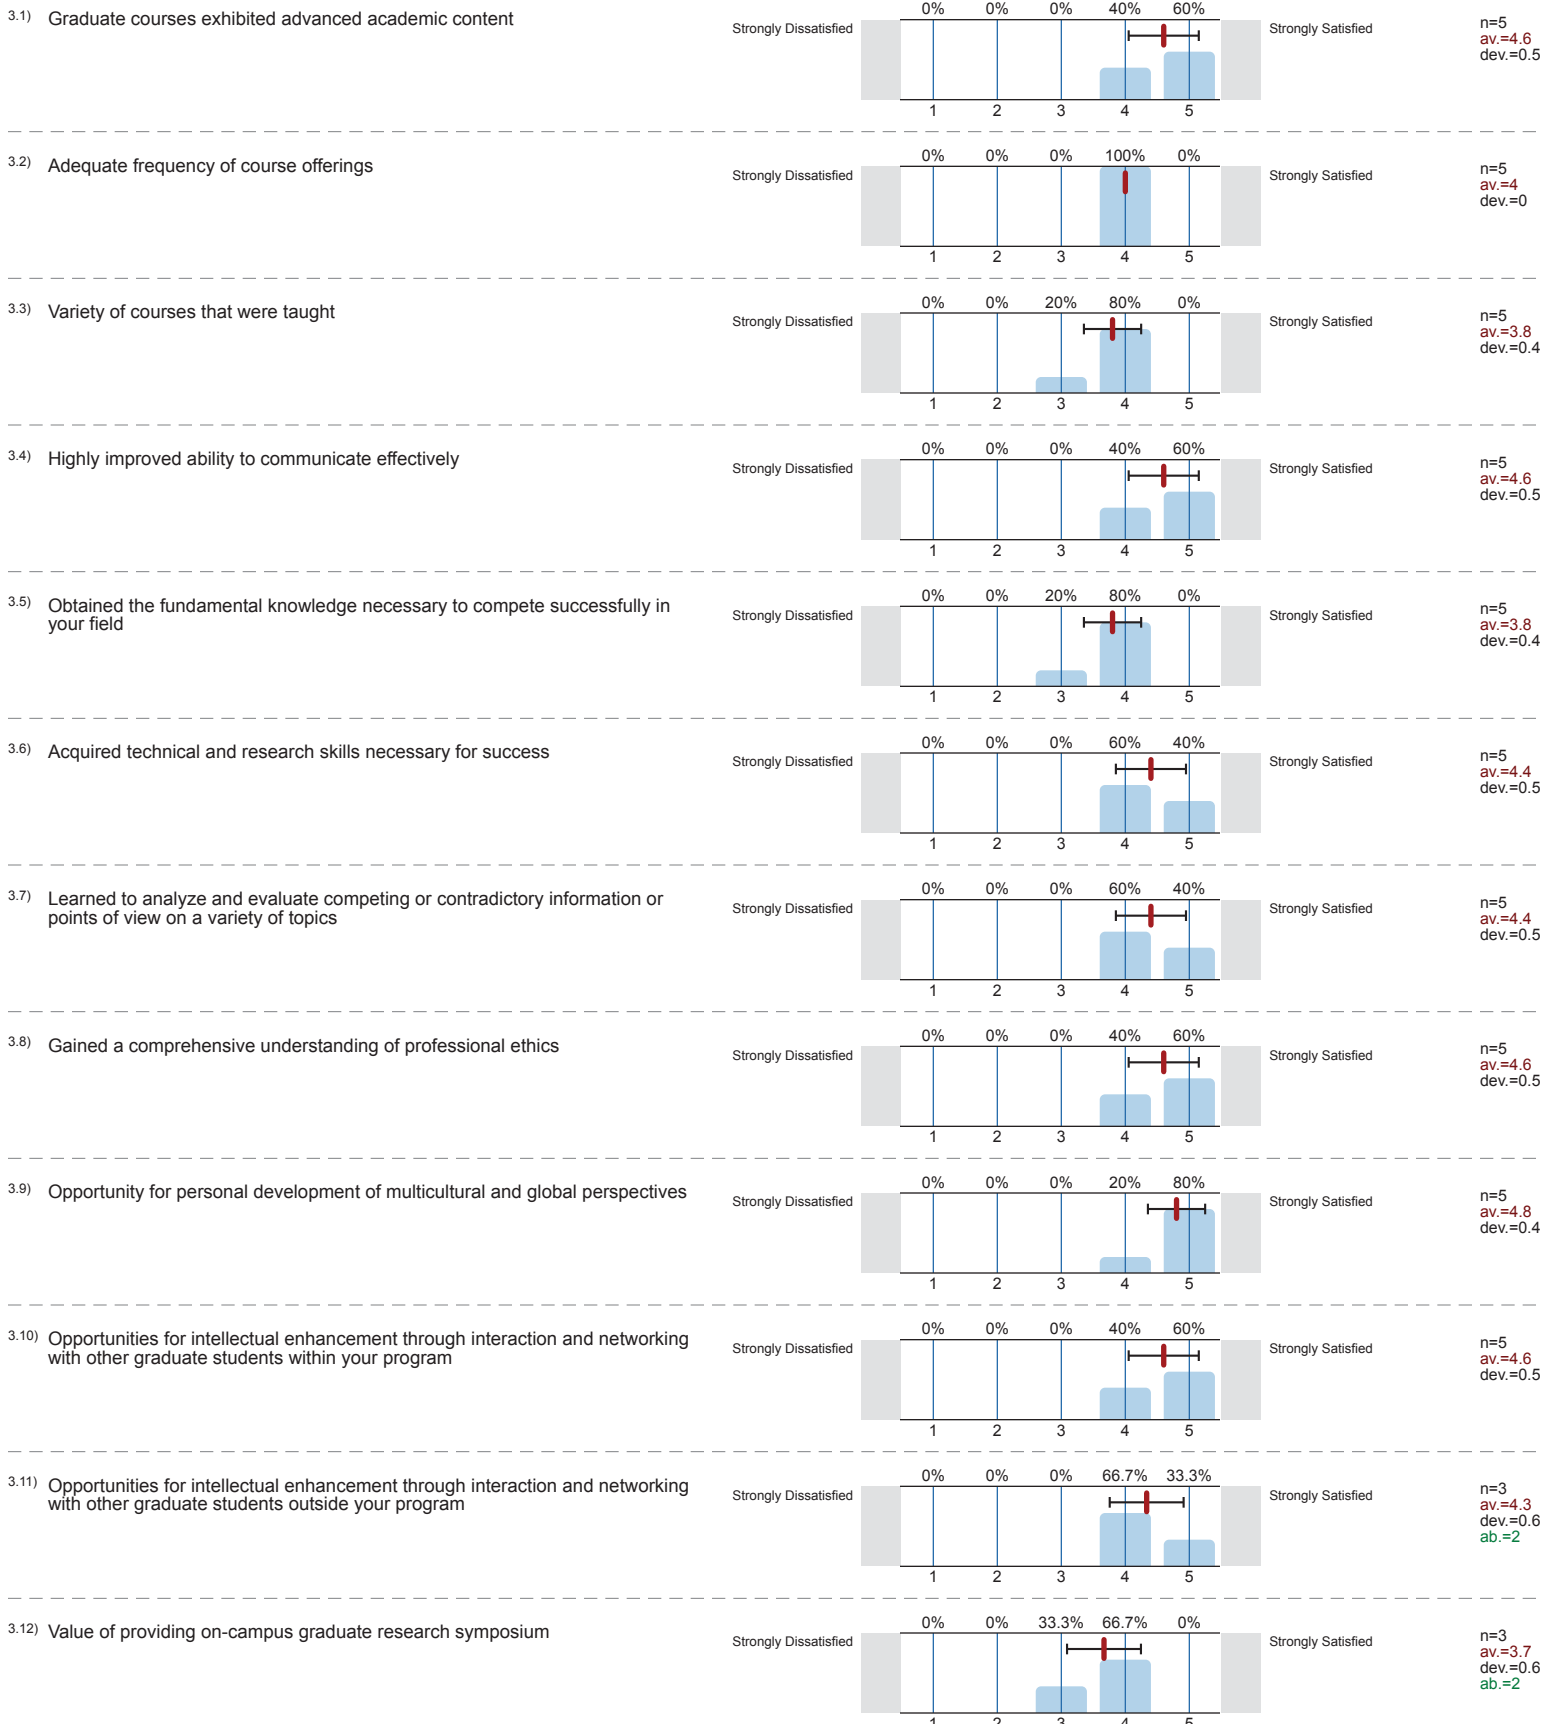 3.1) Graduate courses exhibited advanced academic content
0% 0% 0% 40% 60%
Strongly Dissatisfied Strongly Satisfied
n=5
av.=4.6
dev.=0.5
1 2 3 4 5
3.2) Adequate frequency of course offerings
0% 0% 0% 100% 0%
Strongly Dissatisfied Strongly Satisfied
n=5
av.=4
dev.=0
1 2 3 4 5
3.3) Variety of courses that were taught
0% 0% 20% 80% 0%
Strongly Dissatisfied Strongly Satisfied
n=5
av.=3.8
dev.=0.4
1 2 3 4 5
3.4) Highly improved ability to communicate effectively
0% 0% 0% 40% 60%
Strongly Dissatisfied Strongly Satisfied
n=5
av.=4.6
dev.=0.5
1 2 3 4 5
3.5) Obtained the fundamental knowledge necessary to compete successfully in
your field
0% 0% 20% 80% 0%
Strongly Dissatisfied Strongly Satisfied
n=5
av.=3.8
dev.=0.4
1 2 3 4 5
3.6) Acquired technical and research skills necessary for success
0% 0% 0% 60% 40%
Strongly Dissatisfied Strongly Satisfied
n=5
av.=4.4
dev.=0.5
1 2 3 4 5
3.7) Learned to analyze and evaluate competing or contradictory information or
points of view on a variety of topics
0% 0% 0% 60% 40%
Strongly Dissatisfied Strongly Satisfied
n=5
av.=4.4
dev.=0.5
1 2 3 4 5
3.8) Gained a comprehensive understanding of professional ethics
0% 0% 0% 40% 60%
Strongly Dissatisfied Strongly Satisfied
n=5
av.=4.6
dev.=0.5
1 2 3 4 5
3.9) Opportunity for personal development of multicultural and global perspectives
0% 0% 0% 20% 80%
Strongly Dissatisfied Strongly Satisfied
n=5
av.=4.8
dev.=0.4
1 2 3 4 5
3.10) Opportunities for intellectual enhancement through interaction and networking
with other graduate students within your program
0% 0% 0% 40% 60%
Strongly Dissatisfied Strongly Satisfied
n=5
av.=4.6
dev.=0.5
1 2 3 4 5
3.11) Opportunities for intellectual enhancement through interaction and networking
with other graduate students outside your program
0% 0% 0% 66.7% 33.3%
Strongly Dissatisfied Strongly Satisfied
n=3
av.=4.3
dev.=0.6
ab.=2
1 2 3 4 5
3.12) Value of providing on-campus graduate research symposium
0% 0% 33.3% 66.7% 0%
Strongly Dissatisfied Strongly Satisfied
n=3
av.=3.7
dev.=0.6
ab.=2
1 2 3 4 5